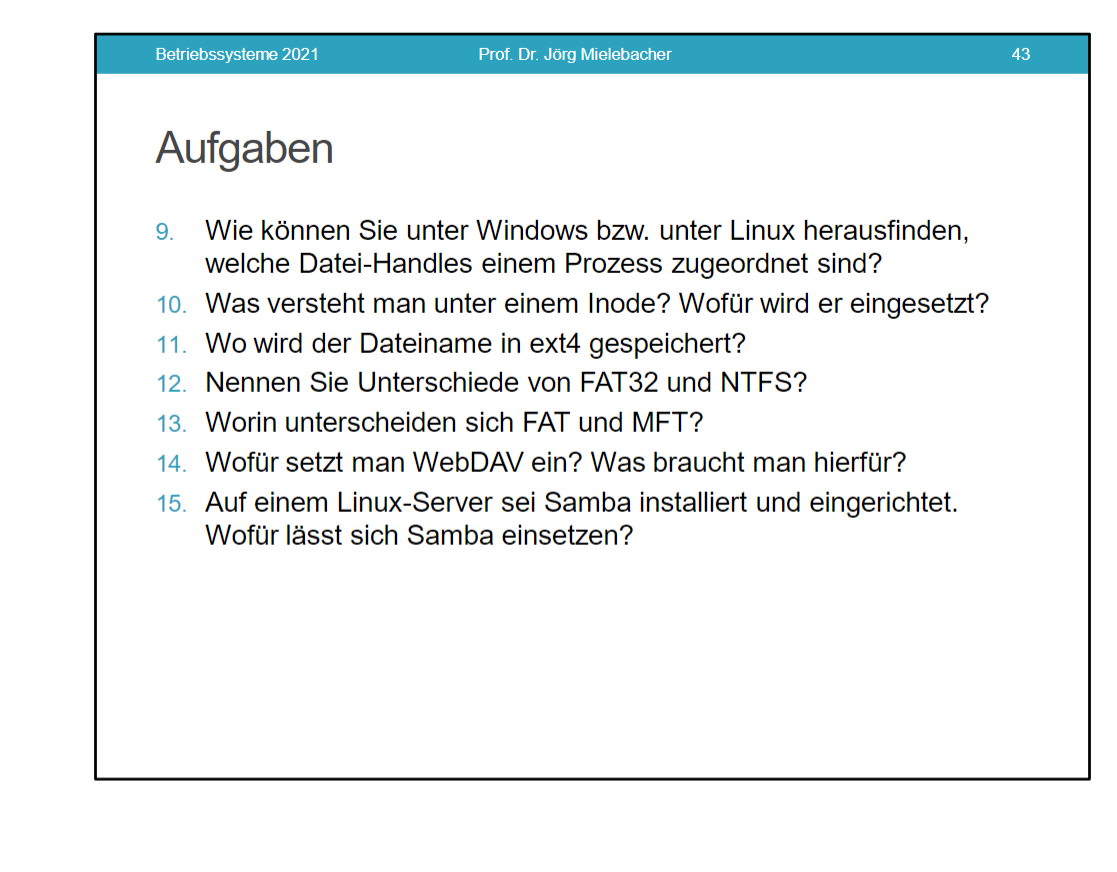 Betriebssysteme 2021 Prof. Dr. Jörg Mielebacher 43
Aufgaben
9. Wie können Sie unter Windows bzw. unter Linux herausfinden,
welche Datei-Handles einem Prozess zugeordnet sind?
10. Was versteht man unter einem Inode? Wofür wird er eingesetzt?
11. Wo wird der Dateiname in ext4 gespeichert?
12. Nennen Sie Unterschiede von FAT32 und NTFS?
13. Worin unterscheiden sich FAT und MFT?
14. Wofür setzt man WebDAV ein? Was braucht man hierfür?
15. Auf einem Linux-Server sei Samba installiert und eingerichtet.
Wofür lässt sich Samba einsetzen?